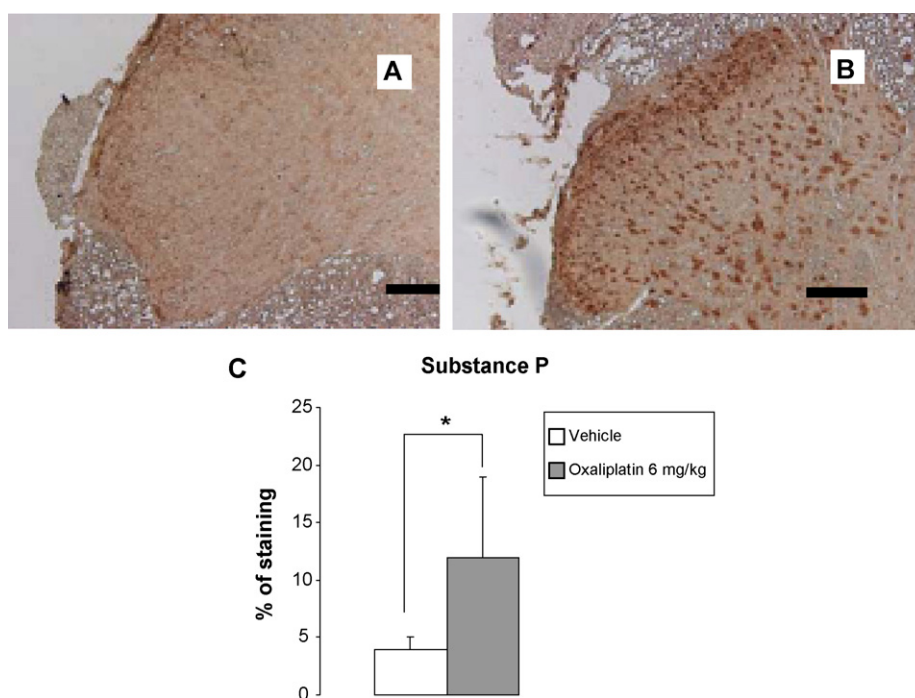 A
B
C
Substance P
25
20
15
10
5
0
% of staining
*
Vehicle
Oxaliplatin 6 mg/kg